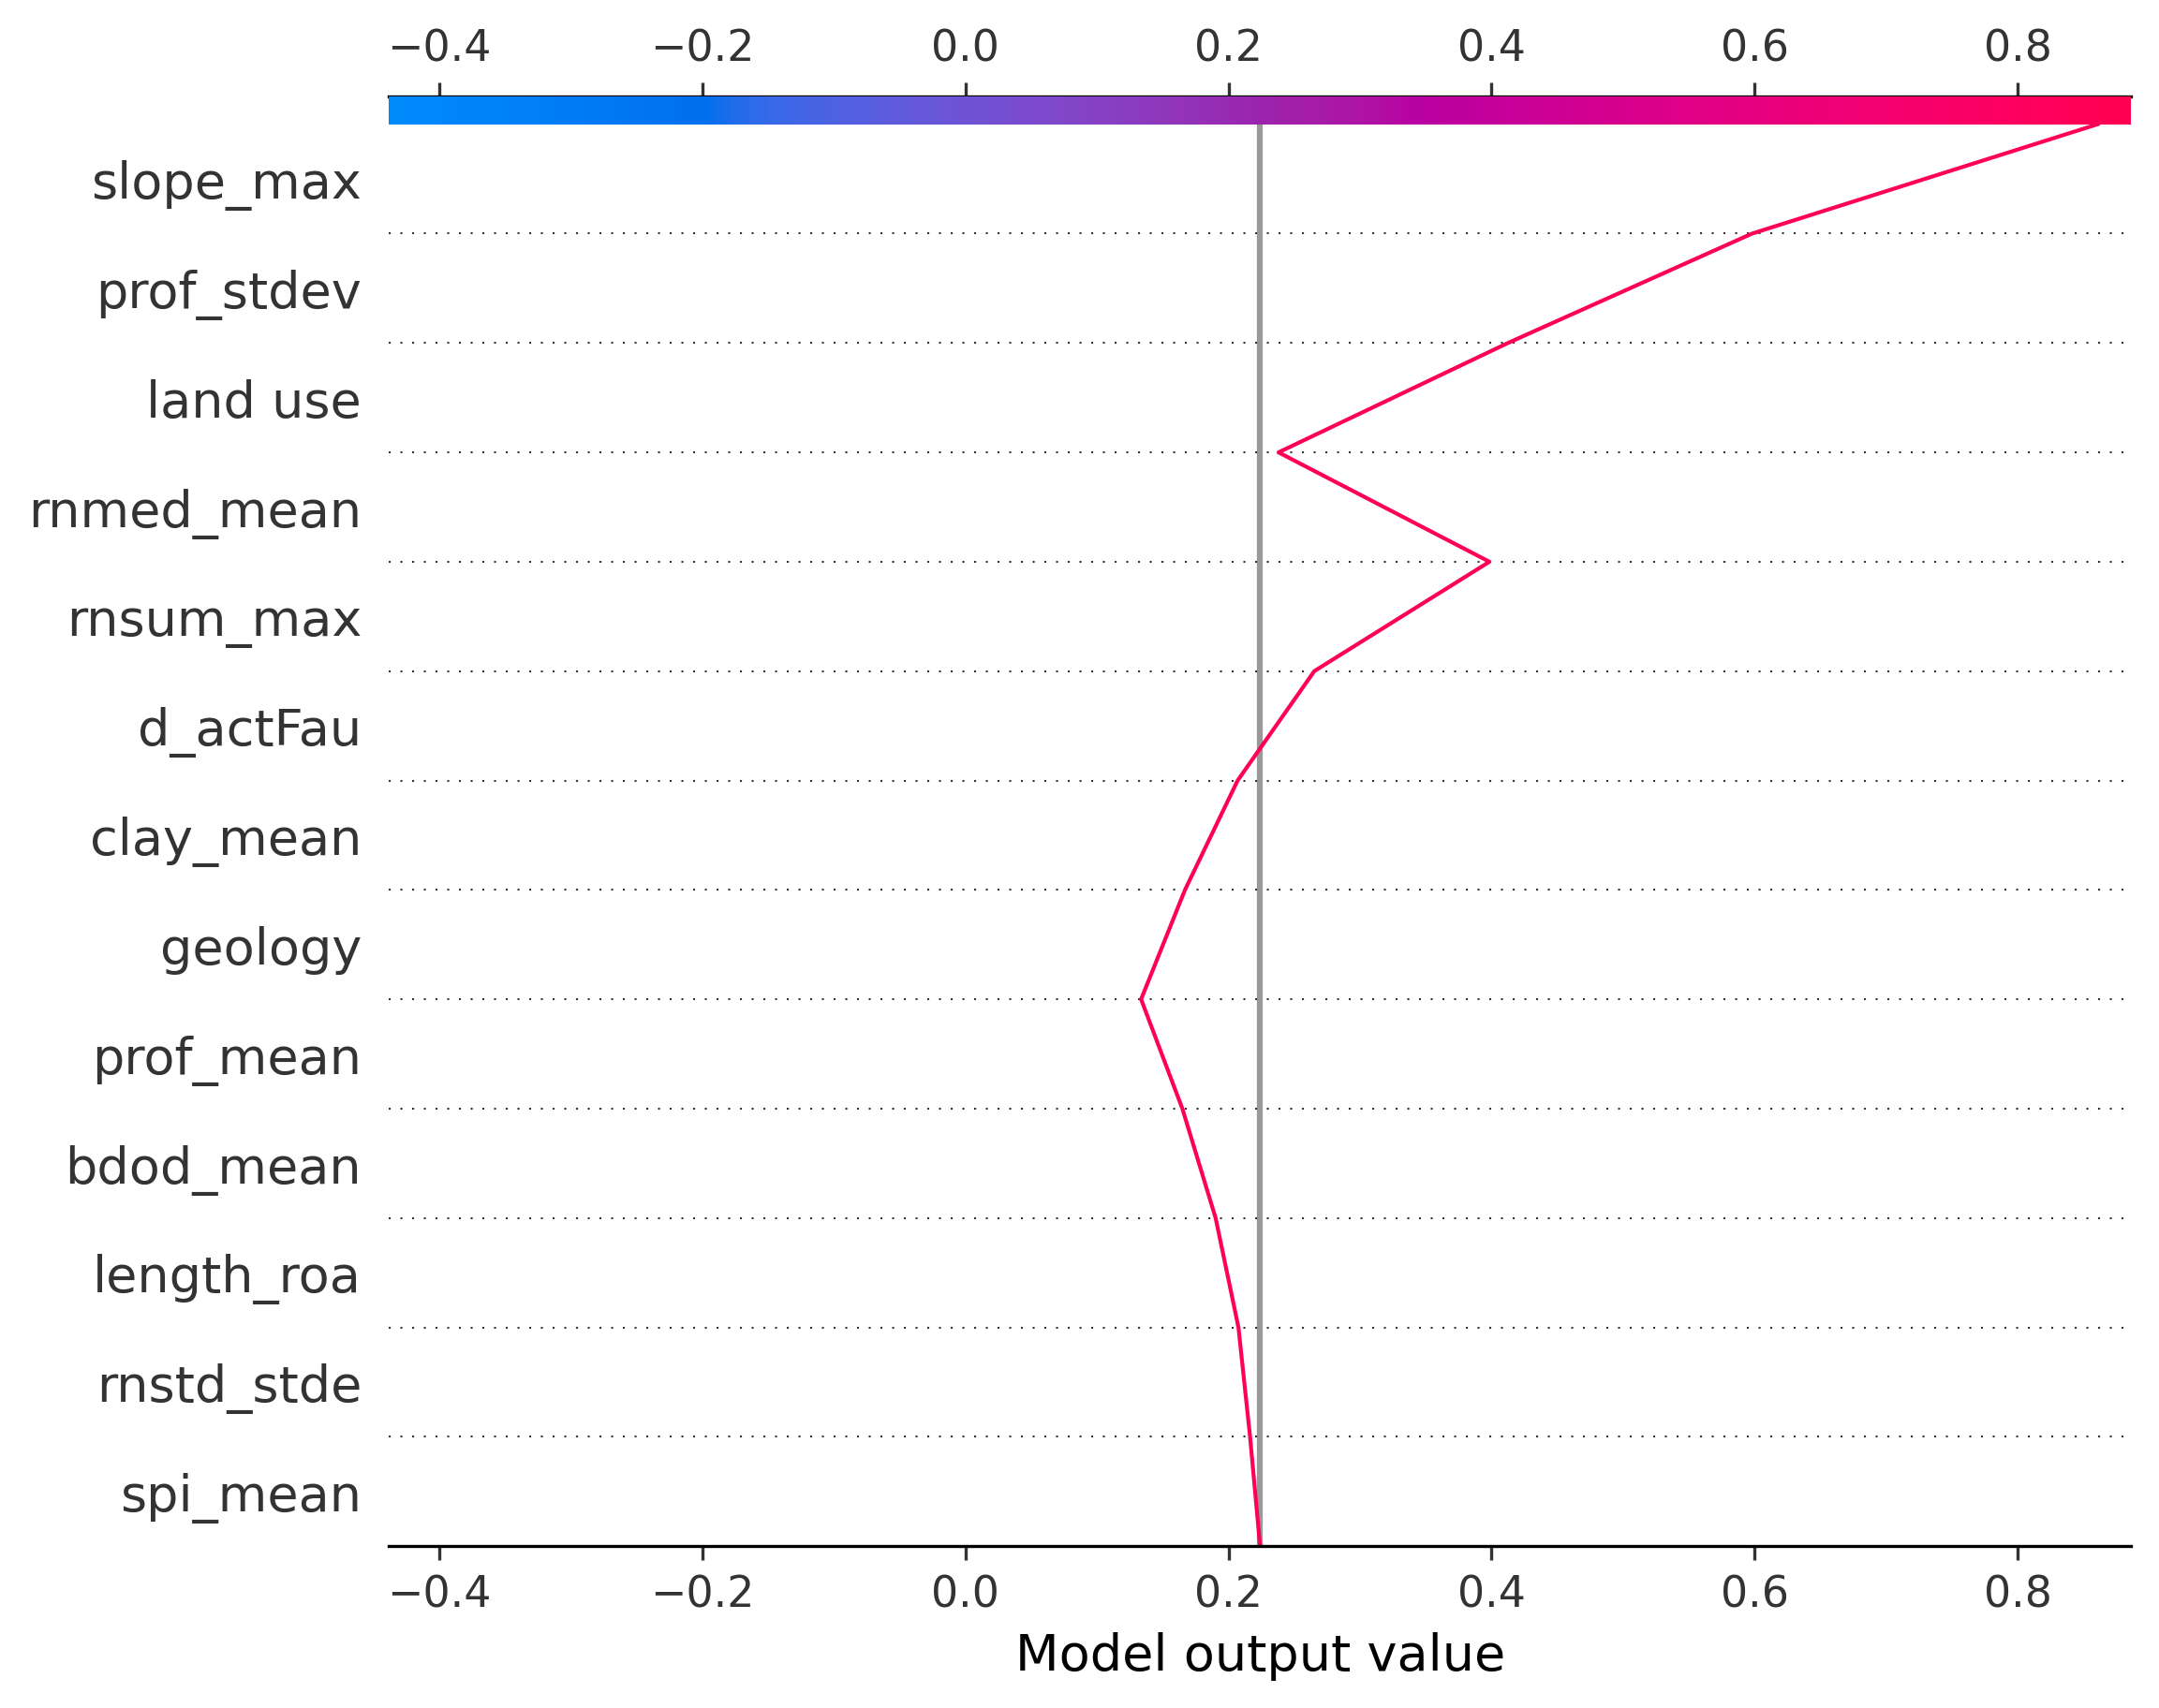 −0.4 −0.2 0.0 0.2 0.4 0.6 0.8
slope_max
prof_stdev
land use
rnmed_mean
rnsum_max
d_actFau
clay_mean
geology
prof_mean
bdod_mean
length_roa
rnstd_stde
spi_mean
−0.4 −0.2 0.0 0.2 0.4 0.6 0.8
Model output value